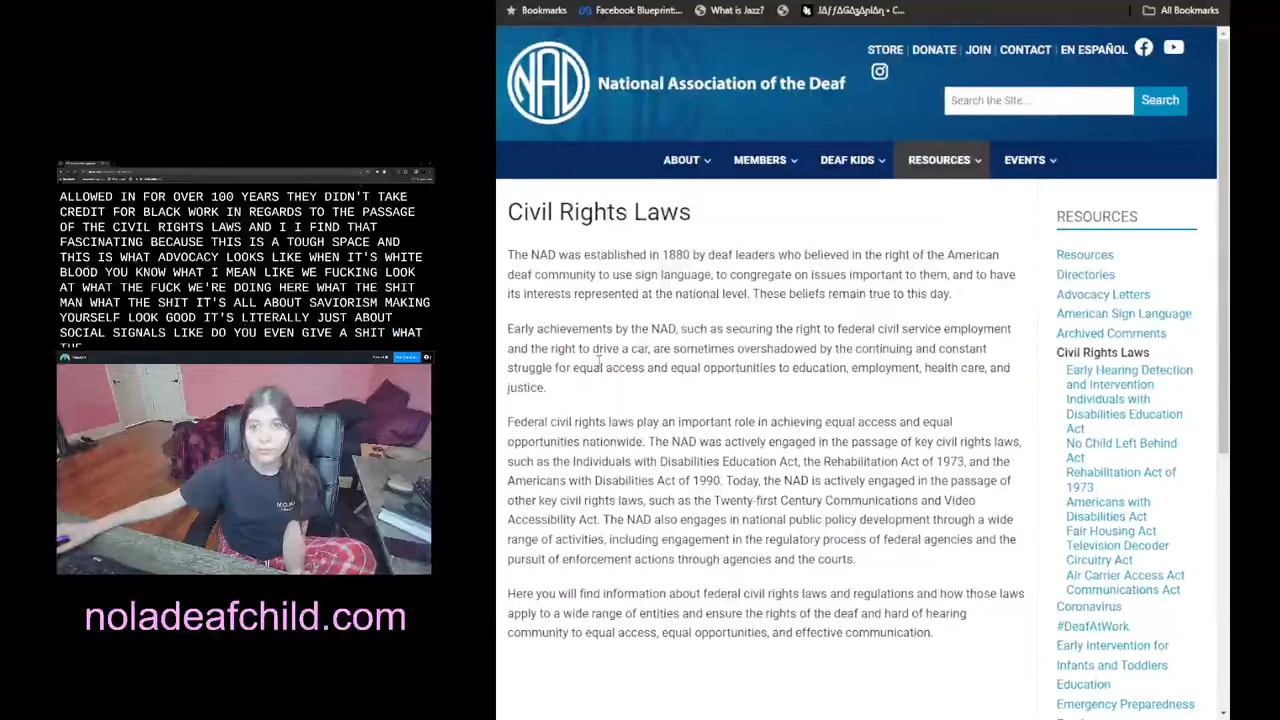 Bookmarks
Facebook Blueprint:...
What is Jazz?
All Bookmarks
NAD
National Association of the Deaf
STORE | DONATE | JOIN | CONTACT | EN ESPAÑOL
Search the Site...
Search
ABOUT
MEMBERS
DEAF KIDS
RESOURCES
EVENTS
ALLOWED IN FOR OVER 100 YEARS THEY DIDN'T TAKE
CREDIT FOR BLACK WORK IN REGARDS TO THE PASSAGE
OF THE CIVIL RIGHTS LAWS AND I I FIND THAT
FASCINATING BECAUSE THIS IS A TOUGH SPACE AND
THIS IS WHAT ADVOCACY LOOKS LIKE WHEN IT'S WHITE
BLOOD YOU KNOW WHAT I MEAN LIKE WE FUCKING LOOK
AT WHAT THE FUCK WE'RE DOING HERE WHAT THE SHIT
MAN WHAT THE SHIT IT'S ALL ABOUT SAVIORISM MAKING
YOURSELF LOOK GOOD IT'S LITERALLY JUST ABOUT
SOCIAL SIGNALS LIKE DO YOU EVEN GIVE A SHIT WHAT
THE
noladeafchild.com
Civil Rights Laws
The NAD was established in 1880 by deaf leaders who believed in the right of the American
deaf community to use sign language, to congregate on issues important to them, and to have
its interests represented at the national level. These beliefs remain true to this day.
Early achievements by the NAD, such as securing the right to federal civil service employment
and the right to drive a car, are sometimes overshadowed by the continuing and constant
struggle for equal access and equal opportunities to education, employment, health care, and
justice.
Federal civil rights laws play an important role in achieving equal access and equal
opportunities nationwide. The NAD was actively engaged in the passage of key civil rights laws,
such as the Individuals with Disabilities Education Act, the Rehabilitation Act of 1973, and the
Americans with Disabilities Act of 1990. Today, the NAD is actively engaged in the passage of
other key civil rights laws, such as the Twenty-first Century Communications and Video
Accessibility Act. The NAD also engages in national public policy development through a wide
range of activities, including engagement in the regulatory process of federal agencies and the
pursuit of enforcement actions through agencies and the courts.
Here you will find information about federal civil rights laws and regulations and how those laws
apply to a wide range of entities and ensure the rights of the deaf and hard of hearing
community to equal access, equal opportunities, and effective communication.
RESOURCES
Resources
Directories
Advocacy Letters
American Sign Language
Archived Comments
Civil Rights Laws
Early Hearing Detection
and Intervention
Individuals with
Disabilities Education
Act
No Child Left Behind
Act
Rehabilitation Act of
1973
Americans with
Disabilities Act
Fair Housing Act
Television Decoder
Circuitry Act
Air Carrier Access Act
Communications Act
Coronavirus
#DeafAtWork
Early Intervention for
Infants and Toddlers
Education
Emergency Preparedness